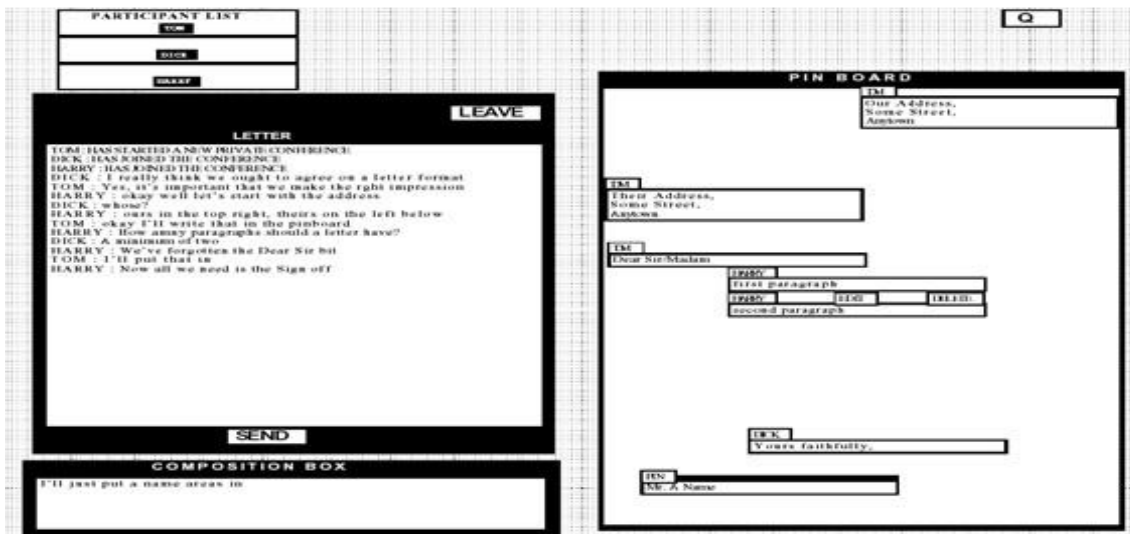 PARTICIPANT LIST
TOM
DICK
HARRY
LEAVE
LETTER
TOM : HAS STARTED A NEW PRIVATE CONFERENCE
DICK : HAS JOINED THE CONFERENCE
HARRY : HAS JOINED THE CONFERENCE
DICK : I really think we ought to agree on a letter format
TOM : Yes, it's important that we make the rght impression
HARRY : okay well let's start with the address
DICK : whose?
HARRY : ours in the top right, theirs on the left below
TOM : okay I'll write that in the pinboard
HARRY : How amny paragraphs should a letter have?
DICK : A minimum of two
HARRY : We've forgotten the Dear Sir bit
TOM : I'll put that in
HARRY : Now all we need is the Sign off
SEND
COMPOSITION BOX
I'll just put a name areas in
Q
PIN BOARD
Our Address,
Some Street,
Anytown
Their Address,
Some Street,
Anytown
Dear Sir/Madam
HARRY
first paragraph
HARRY EDIT DELETE
second paragraph
DICK
Yours faithfully,
PIN
Mr. A Name